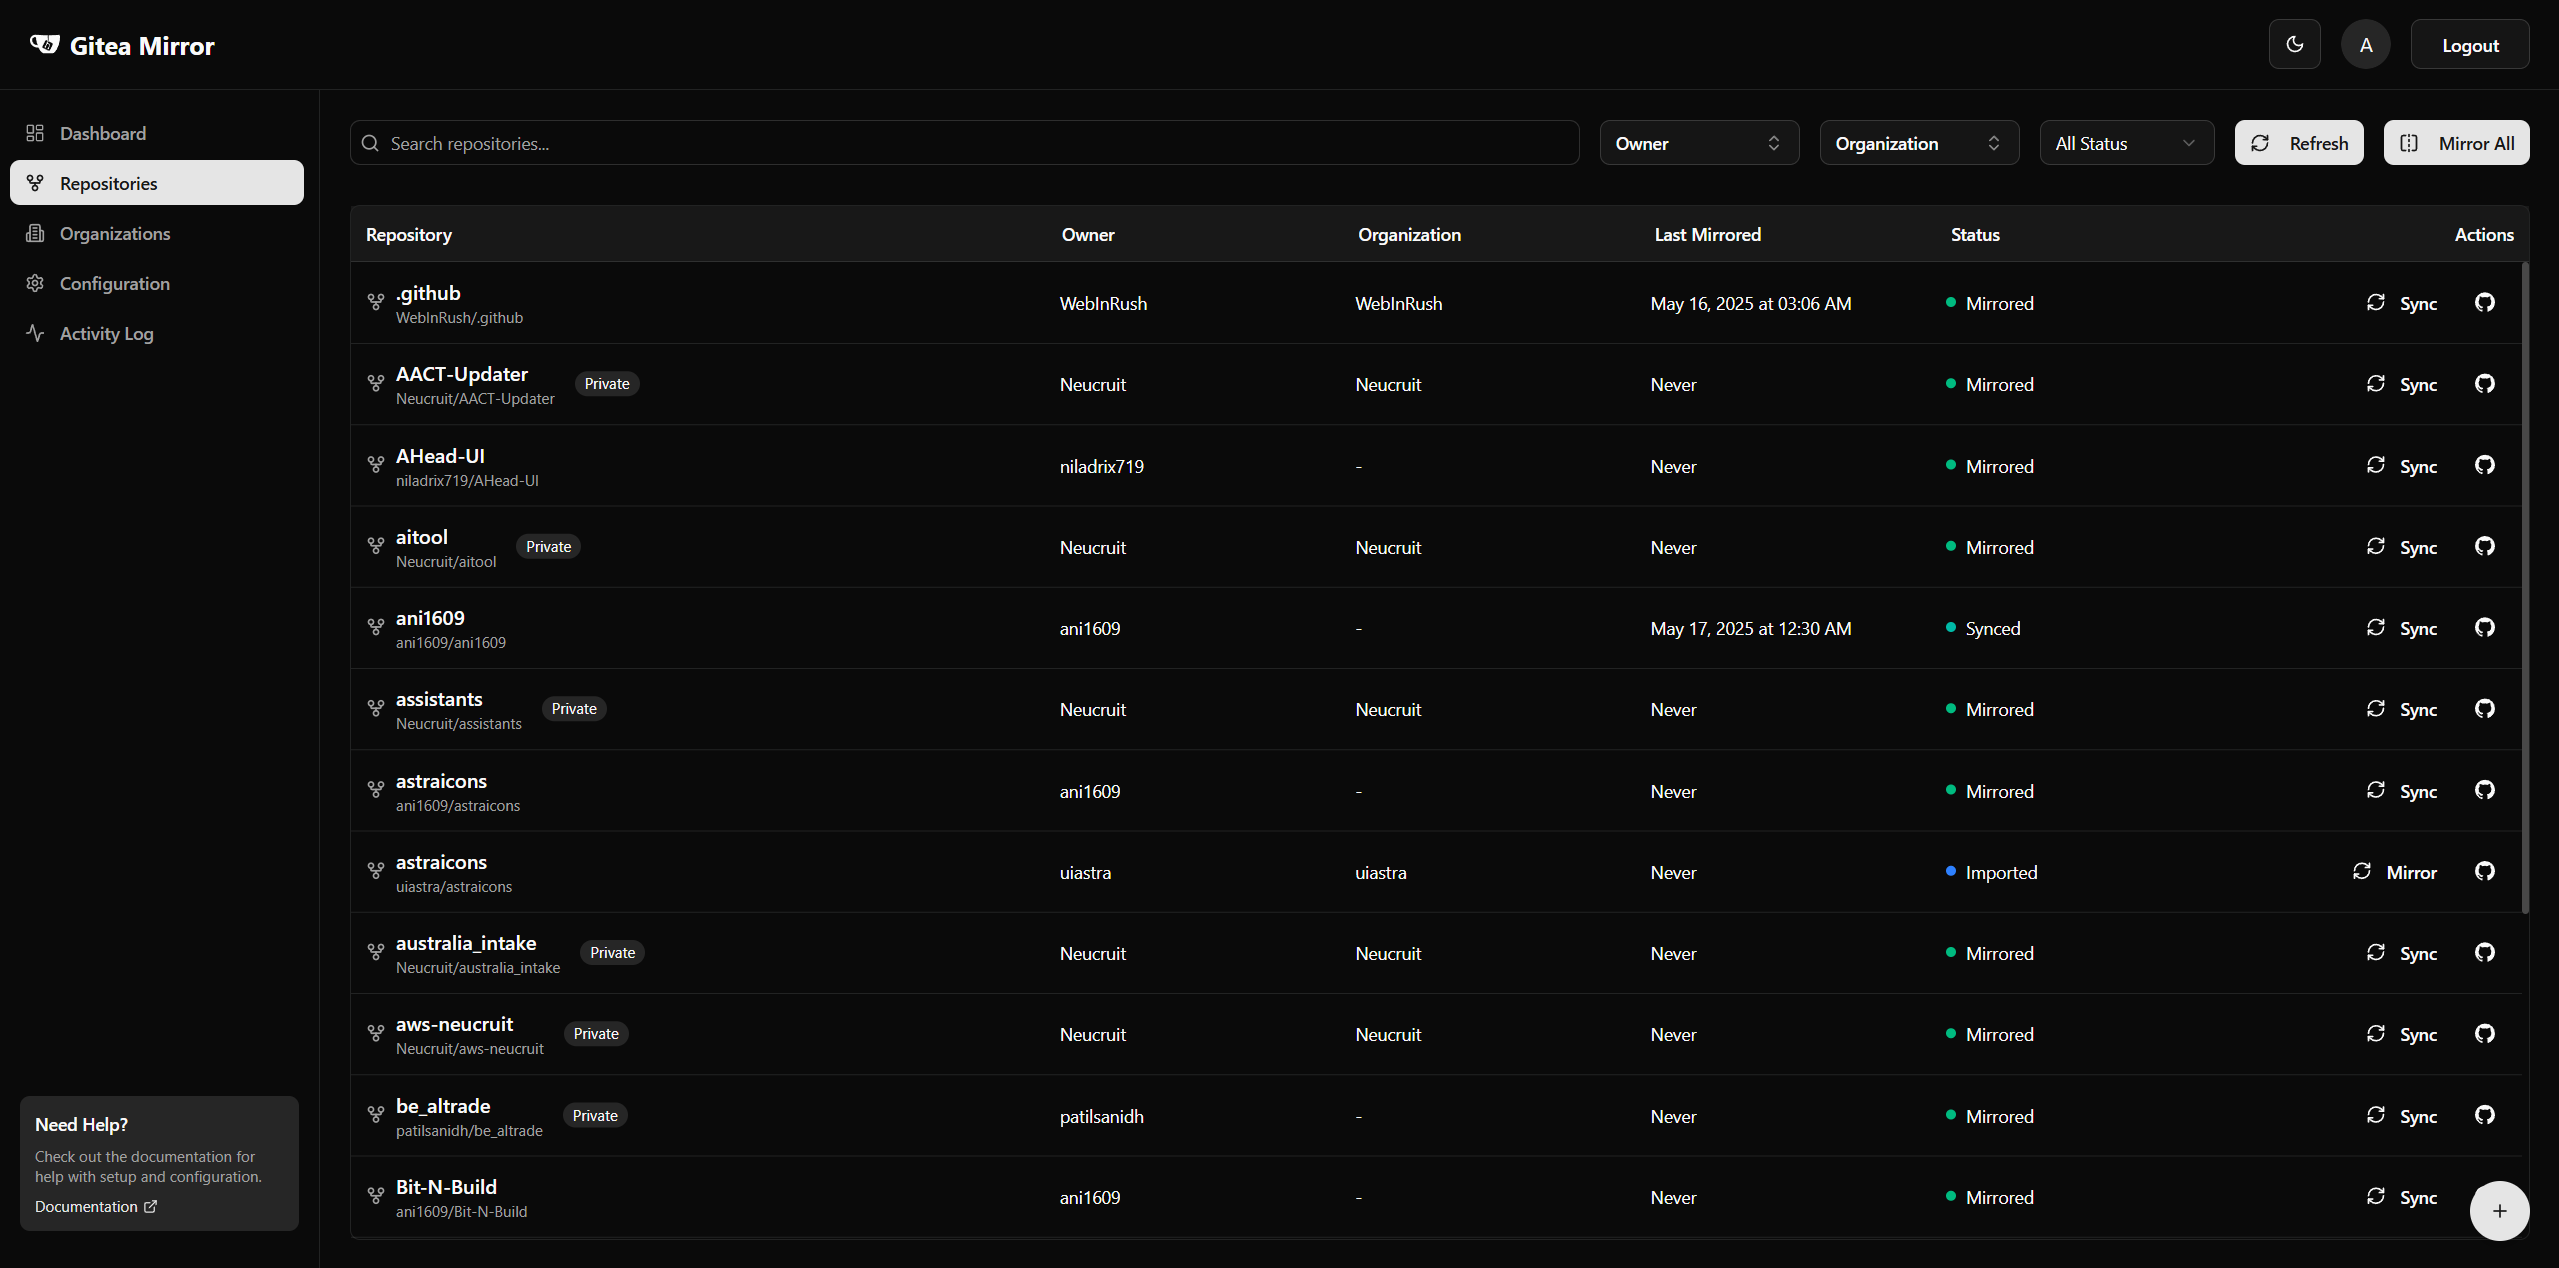 Gitea Mirror
A
Logout
Dashboard
Repositories
Organizations
Configuration
Activity Log
Search repositories...
Owner
Organization
All Status
Refresh
Mirror All
Repository Owner Organization Last Mirrored Status Actions
.github
WebInRush/.github
WebInRush WebInRush May 16, 2025 at 03:06 AM Mirrored Sync
AACT-Updater
Neucruit/AACT-Updater
Private
Neucruit Neucruit Never Mirrored Sync
AHead-UI
niladrix719/AHead-UI
niladrix719 - Never Mirrored Sync
aitool
Neucruit/aitool
Private
Neucruit Neucruit Never Mirrored Sync
ani1609
ani1609/ani1609
ani1609 - May 17, 2025 at 12:30 AM Synced Sync
assistants
Neucruit/assistants
Private
Neucruit Neucruit Never Mirrored Sync
astraicons
ani1609/astraicons
ani1609 - Never Mirrored Sync
astraicons
uiastra/astraicons
uiastra uiastra Never Imported Mirror
australia_intake
Neucruit/australia_intake
Private
Neucruit Neucruit Never Mirrored Sync
aws-neucruit
Neucruit/aws-neucruit
Private
Neucruit Neucruit Never Mirrored Sync
be_altrade
patilsanidh/be_altrade
Private
patilsanidh - Never Mirrored Sync
Bit-N-Build
ani1609/Bit-N-Build
ani1609 - Never Mirrored Sync
Need Help?
Check out the documentation for
help with setup and configuration.
Documentation